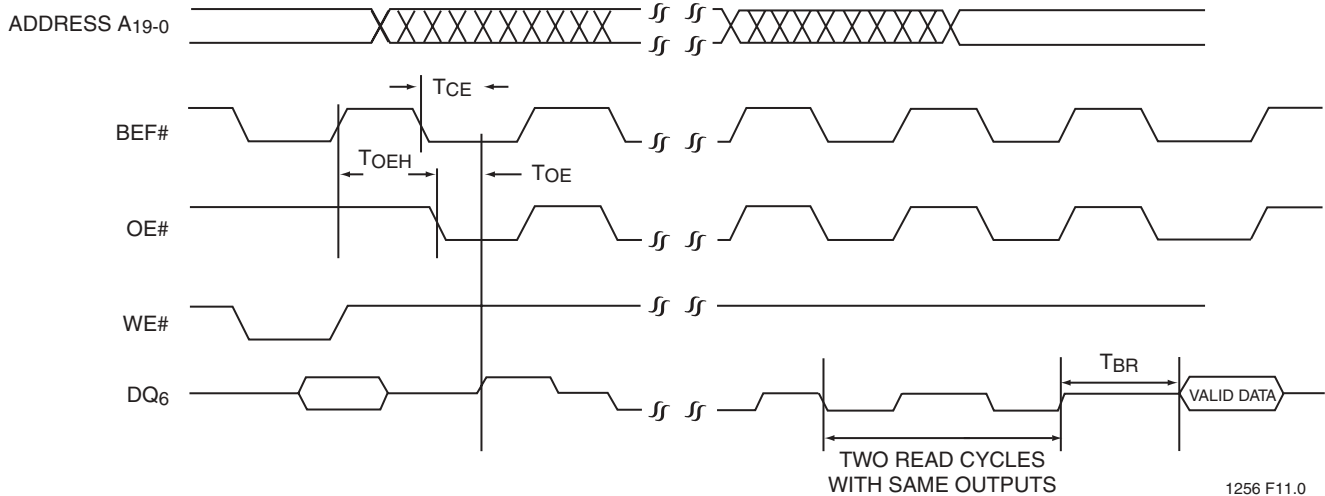 ADDRESS A19-0
TCE
BEF#
TOEH
TOE
OE#
WE#
TBR
DQ6
VALID DATA
TWO READ CYCLES
WITH SAME OUTPUTS
1256 F11.0